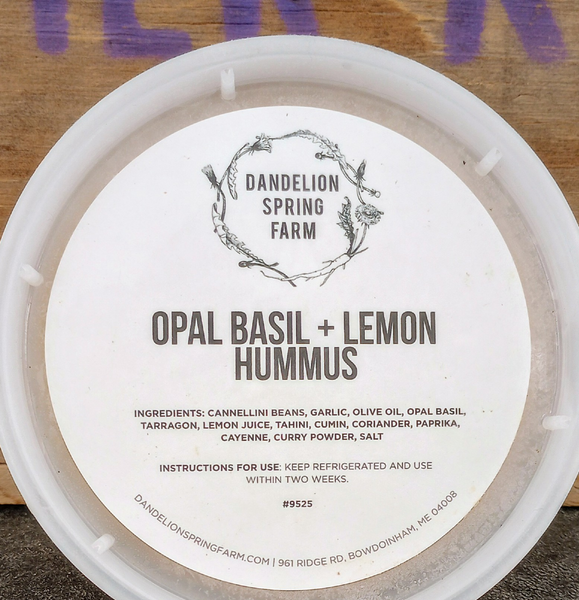 DANDELION
SPRING
FARM
OPAL BASIL + LEMON
HUMMUS
INGREDIENTS: CANNELLINI BEANS, GARLIC, OLIVE OIL, OPAL BASIL,
TARRAGON, LEMON JUICE, TAHINI, CUMIN, CORIANDER, PAPRIKA,
CAYENNE, CURRY POWDER, SALT
INSTRUCTIONS FOR USE: KEEP REFRIGERATED AND USE
WITHIN TWO WEEKS.
#9525
DANDELIONSPRINGFARM.COM | 961 RIDGE RD, BOWDOINHAM, ME 04008